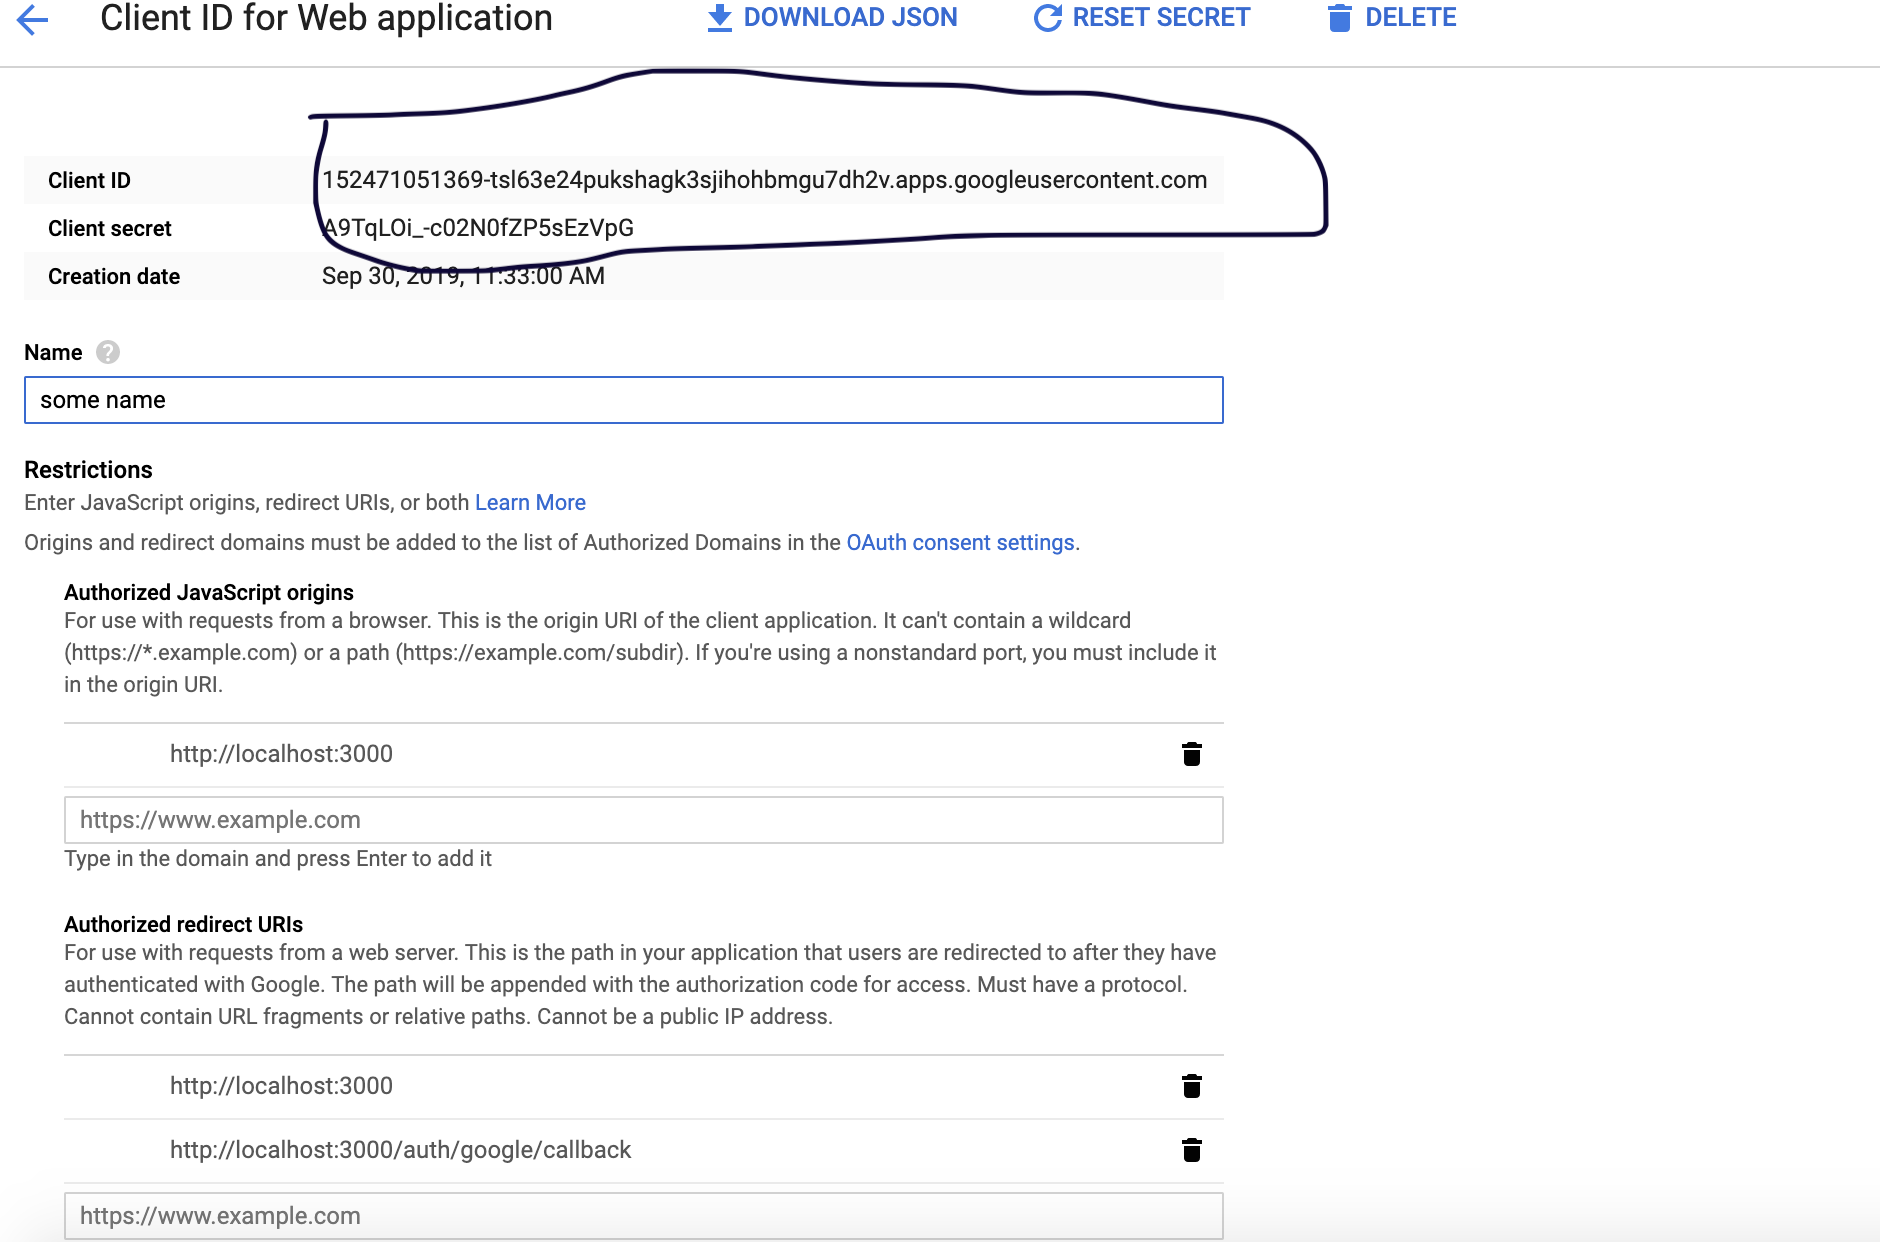 Client ID for Web application
DOWNLOAD JSON
RESET SECRET
DELETE
Client ID 152471051369-tsl63e24pukshagk3sjihohbmgu7dh2v.apps.googleusercontent.com
Client secret A9TqLOi_-c02N0fZP5sEzVpG
Creation date Sep 30, 2019, 11:33:00 AM
Name ?
some name
Restrictions
Enter JavaScript origins, redirect URIs, or both Learn More
Origins and redirect domains must be added to the list of Authorized Domains in the OAuth consent settings.
Authorized JavaScript origins
For use with requests from a browser. This is the origin URI of the client application. It can't contain a wildcard
(https://*.example.com) or a path (https://example.com/subdir). If you're using a nonstandard port, you must include it
in the origin URI.
http://localhost:3000
https://www.example.com
Type in the domain and press Enter to add it
Authorized redirect URIs
For use with requests from a web server. This is the path in your application that users are redirected to after they have
authenticated with Google. The path will be appended with the authorization code for access. Must have a protocol.
Cannot contain URL fragments or relative paths. Cannot be a public IP address.
http://localhost:3000
http://localhost:3000/auth/google/callback
https://www.example.com